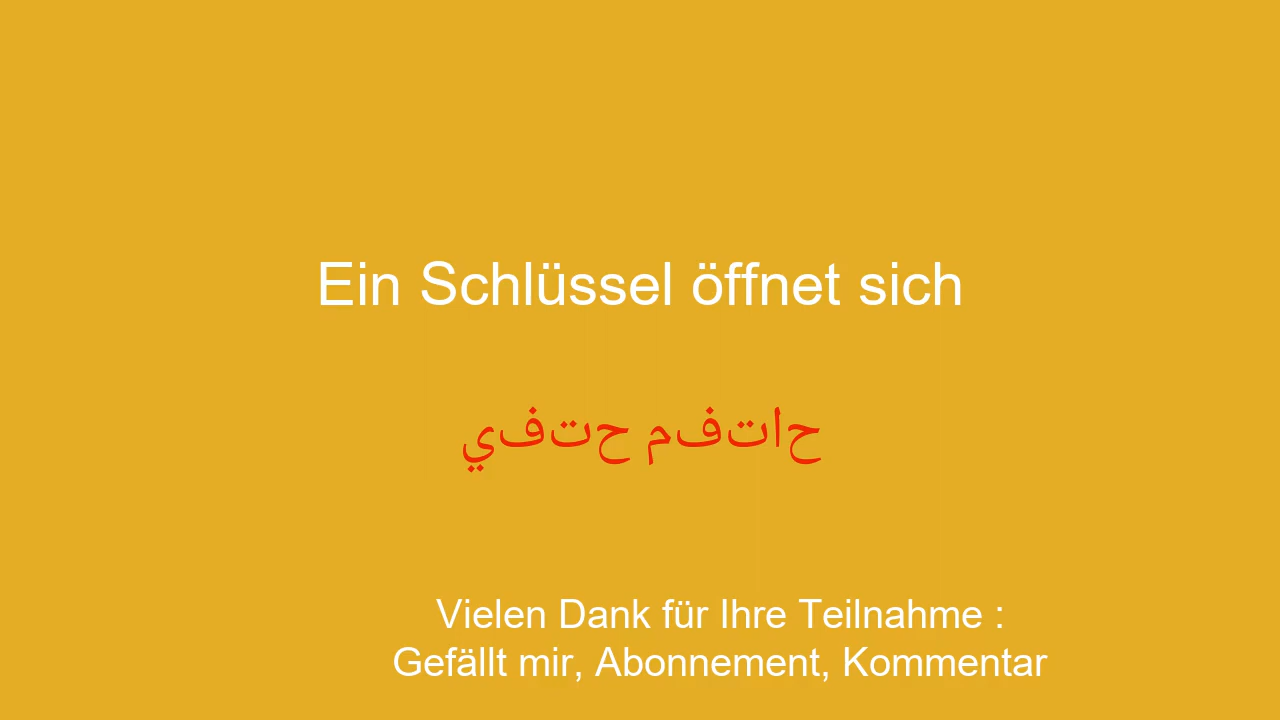 Ein Schlüssel öffnet sich
يفتح مفتاح
Vielen Dank für Ihre Teilnahme :
Gefällt mir, Abonnement, Kommentar